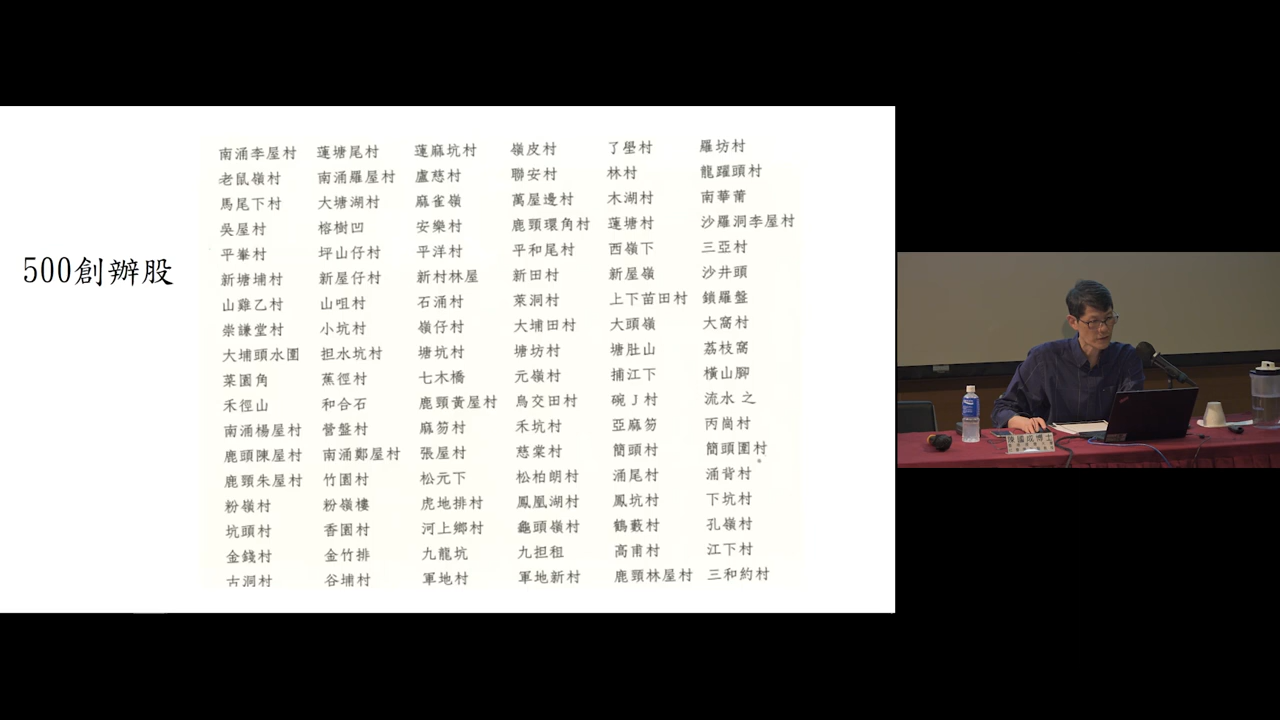 500創辦股
南涌李屋村 蓮塘尾村 蓮麻坑村 嶺皮村 了壆村 羅坊村
老鼠嶺村 南涌羅屋村 盧慈村 聯安村 林村 龍躍頭村
馬尾下村 大塘湖村 麻雀嶺 萬屋邊村 木湖村 南華莆
吳屋村 榕樹凹 安樂村 鹿頸環角村 蓮塘村 沙羅洞李屋村
平峯村 坪山仔村 平洋村 平和尾村 西嶺下 三亞村
新塘埔村 新屋仔村 新村林屋 新田村 新屋嶺 沙井頭
山雞乙村 山咀村 石涌村 萊洞村 上下苗田村 鎖羅盤
崇謙堂村 小坑村 嶺仔村 大埔田村 大頭嶺 大窩村
大埔頭水圍 担水坑村 塘坑村 塘坊村 塘肚山 荔枝窩
菜園角 蕉徑村 七木橋 元嶺村 捕江下 橫山腳
禾徑山 和合石 鹿頸黃屋村 烏交田村 碗丿村 流水之
南涌楊屋村 營盤村 麻笏村 禾坑村 亞麻笏 丙崗村
鹿頭陳屋村 南涌鄭屋村 張屋村 慈棠村 簡頭村 簡頭圍村
鹿頸朱屋村 竹園村 松元下 松柏朗村 涌尾村 涌背村
粉嶺村 粉嶺樓 虎地排村 鳳凰湖村 鳳坑村 下坑村
坑頭村 香園村 河上鄉村 龜頭嶺村 鶴藪村 孔嶺村
金錢村 金竹排 九龍坑 九担租 高甫村 江下村
古洞村 谷埔村 軍地村 軍地新村 鹿頸林屋村 三和約村